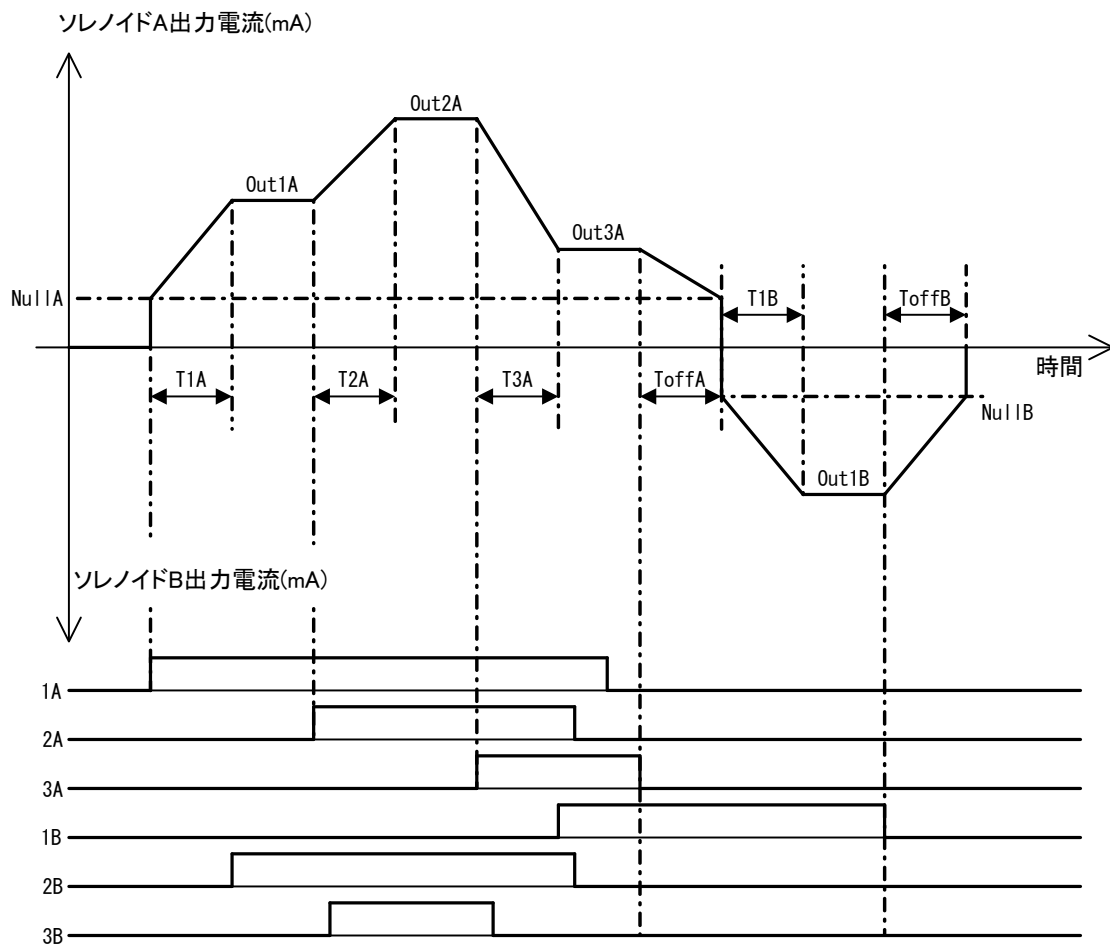 ソレノイドA出力電流(mA)
Out2A
Out1A
Out3A
NullA
T1B
ToffB
時間
T1A
T2A
T3A
ToffA
NullB
Out1B
ソレノイドB出力電流(mA)
1A
2A
3A
1B
2B
3B